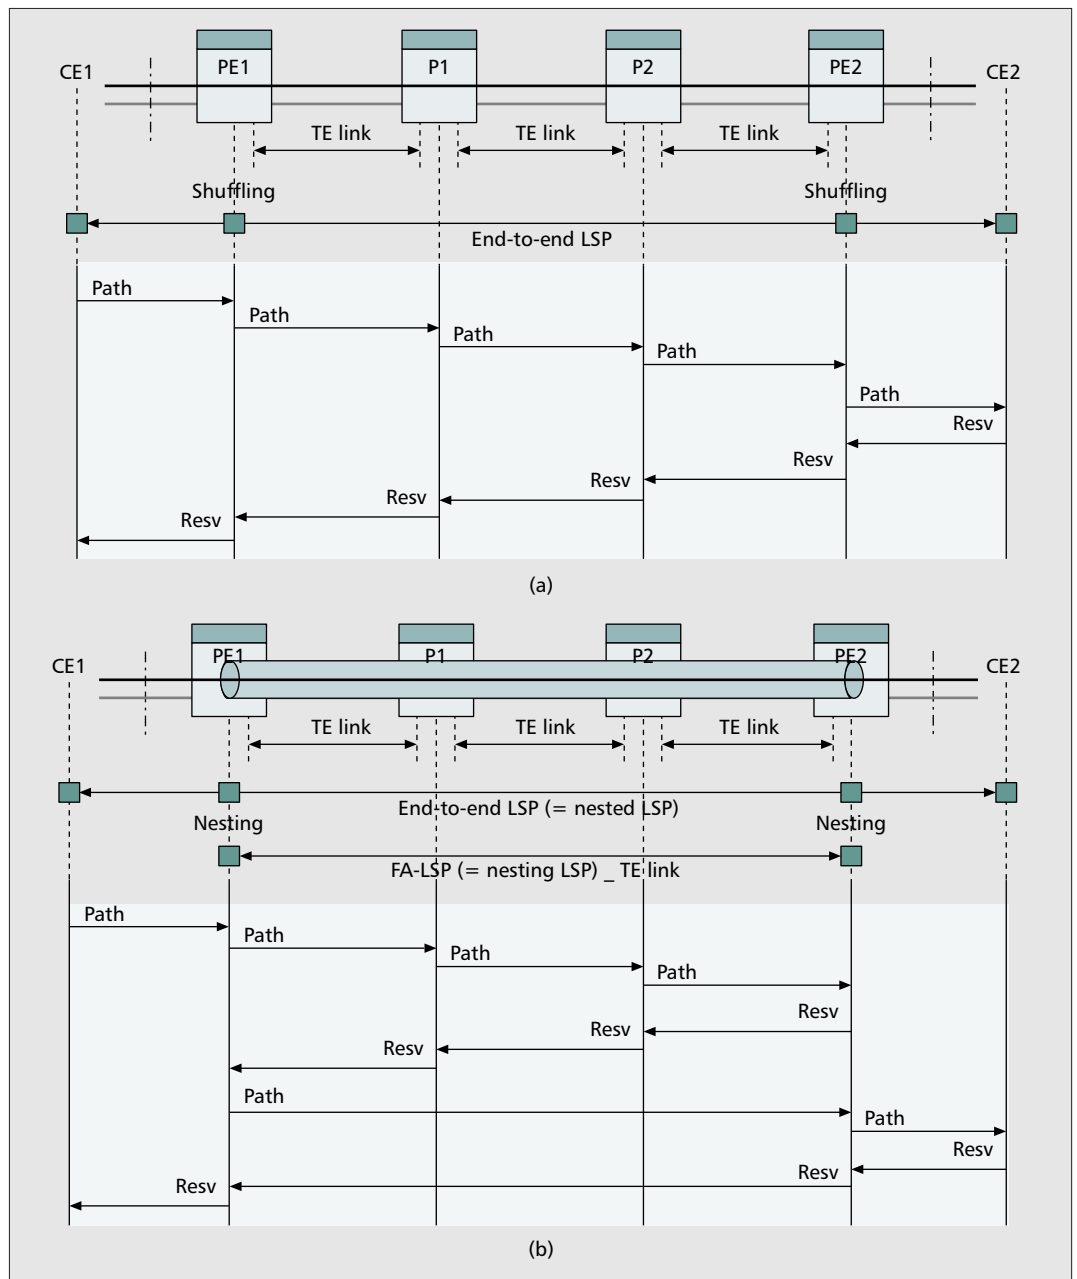 CE1
PE1
P1
P2
PE2
CE2
TE link
TE link
TE link
Shuffling
Shuffling
End-to-end LSP
Path
Path
Path
Path
Path
Resv
Resv
Resv
Resv
Resv
(a)
CE1
PE1
P1
P2
PE2
CE2
TE link
TE link
TE link
End-to-end LSP (= nested LSP)
Nesting
Nesting
FA-LSP (= nesting LSP) _ TE link
Path
Path
Path
Path
Resv
Resv
Resv
Path
Path
Resv
Resv
Resv
(b)